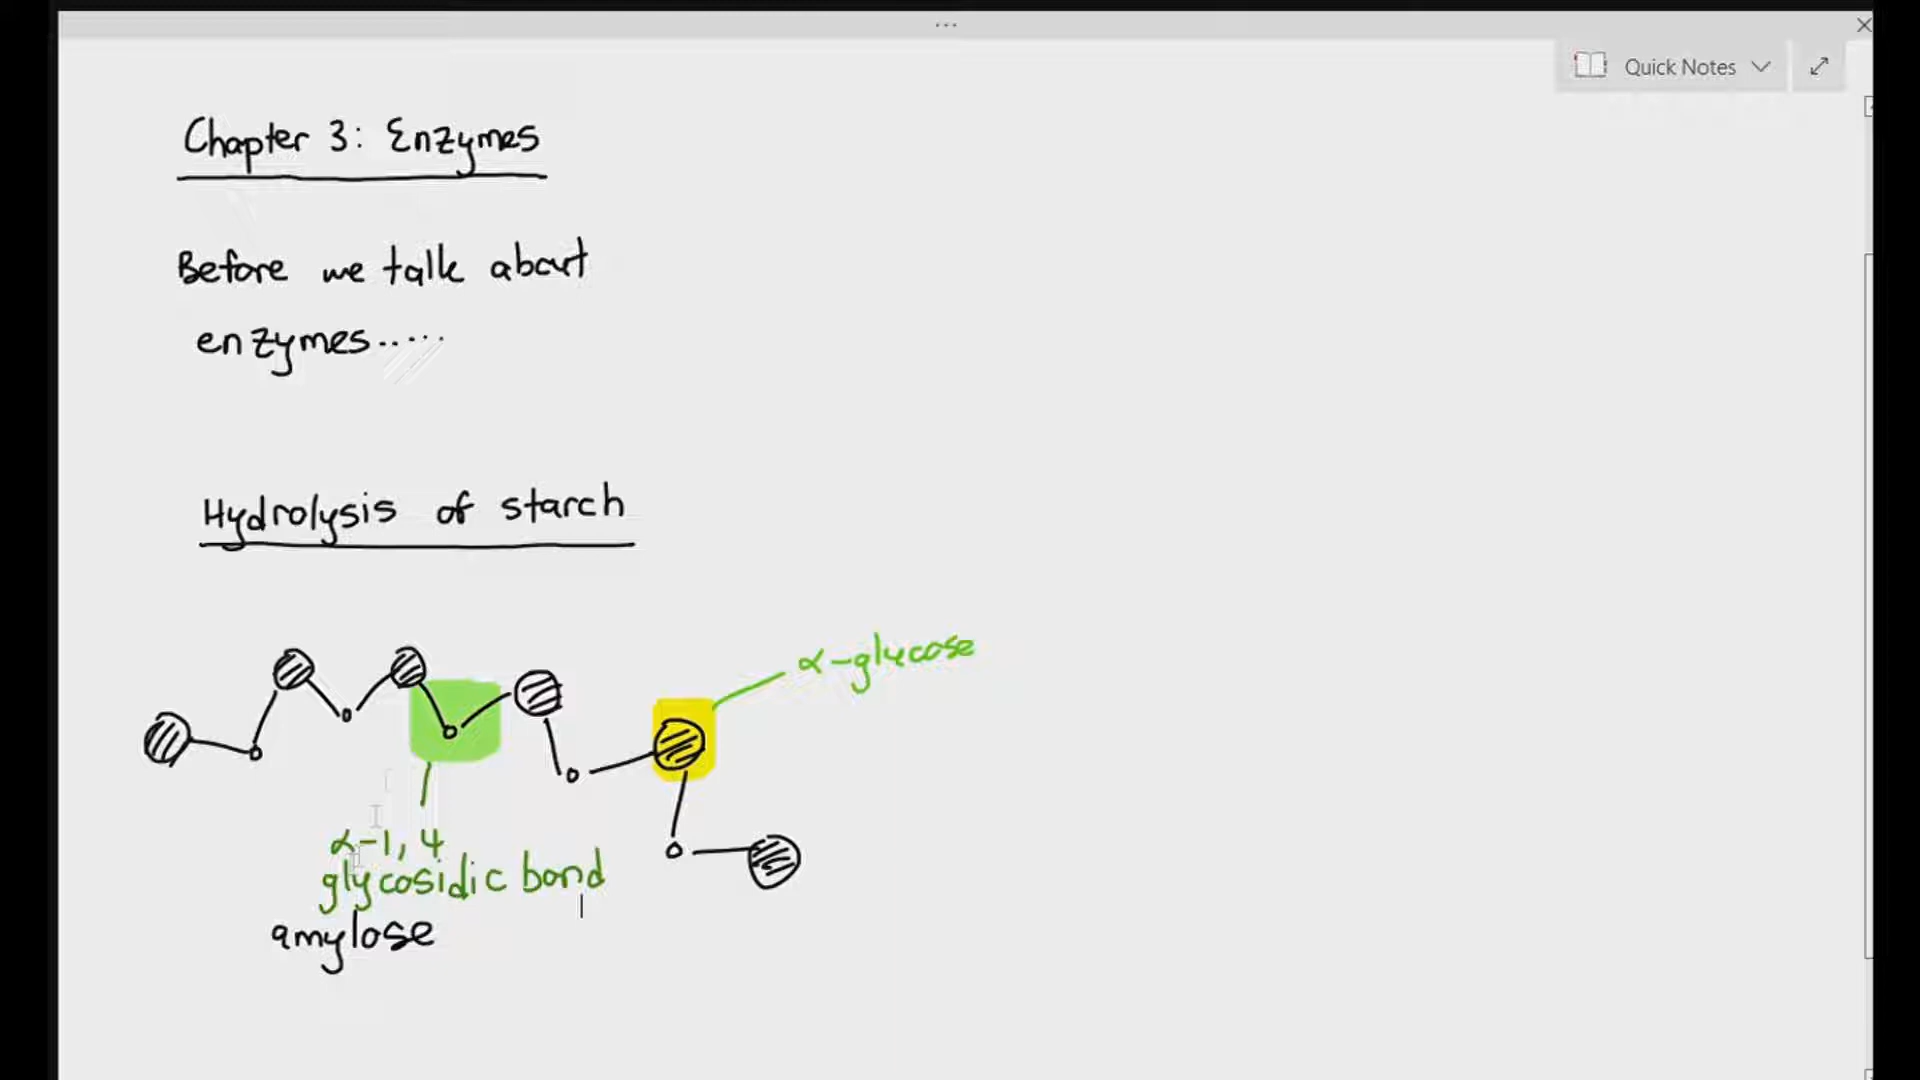 Quick Notes
Chapter 3: Enzymes
Before we talk about
enzymes.....
Hydrolysis of starch
α-glucose
α-1, 4
glycosidic bond
amylose